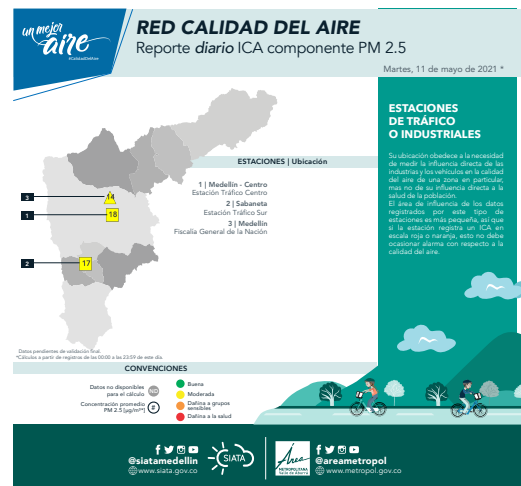 un mejor
aire
#CalidadDelAire
RED CALIDAD DEL AIRE
Reporte diario ICA componente PM 2.5
Martes, 11 de mayo de 2021 *
ESTACIONES
DE TRÁFICO
O INDUSTRIALES
Su ubicación obedece a la necesidad
de medir la influencia directa de las
industrias y los vehículos en la calidad
del aire de una zona en particular,
mas no de su influencia directa a la
salud de la población.
El área de influencia de los datos
registrados por este tipo de
estaciones es más pequeña, así que
si la estación registra un ICA en
escala roja o naranja, esto no debe
ocasionar alarma con respecto a la
calidad del aire.
ESTACIONES | Ubicación
1 | Medellín - Centro
Estación Tráfico Centro
2 | Sabaneta
Estación Tráfico Sur
3 | Medellín
Fiscalía General de la Nación
3
14
1
18
2
17
Datos pendientes de validación final.
*Cálculos a partir de registros de las 00:00 a las 23:59 de este día.
CONVENCIONES
Datos no disponibles
para el cálculo
Concentración promedio
PM 2.5 [µg/m³*]
#
Buena
Moderada
Dañina a grupos
sensibles
Dañina a la salud
@siatamedellin
www.siata.gov.co
SIATA
Área
METROPOLITANA
Valle de Aburrá
@areametropol
www.metropol.gov.co